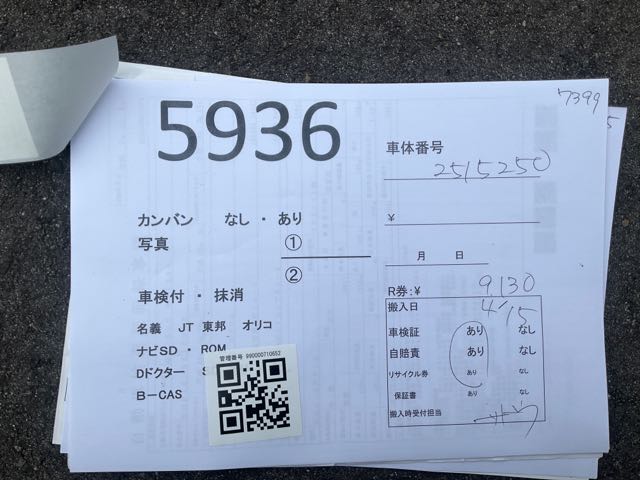 7399
5936
車体番号
2515250
カンバン なし ・ あり
¥
写真 ①
②
月 日
車検付 ・ 抹消
R券:¥ 9130
搬入日 4/15
名義 JT 東邦 オリコ
車検証 あり なし
ナビSD ・ ROM
自賠責 あり なし
管理番号 990000710652
Dドクター
リサイクル券 あり なし
B-CAS
保証書 あり なし
搬入時受付担当